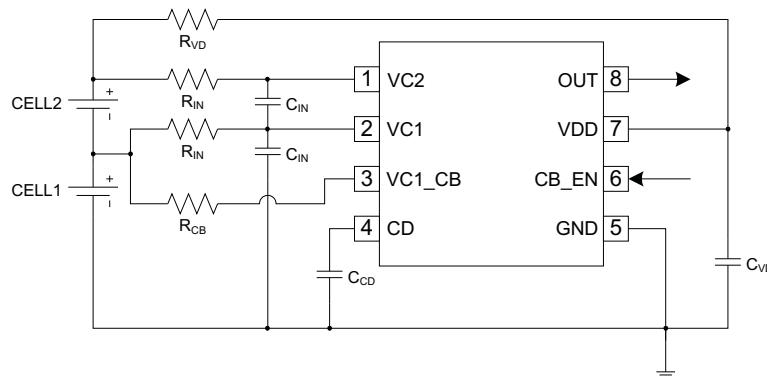 RVD
1 VC2 OUT 8
RIN
CELL2 + -
CIN
2 VC1 VDD 7
RIN
CIN
3 VC1_CB CB_EN 6
CELL1 + -
RCB
4 CD GND 5
CCD